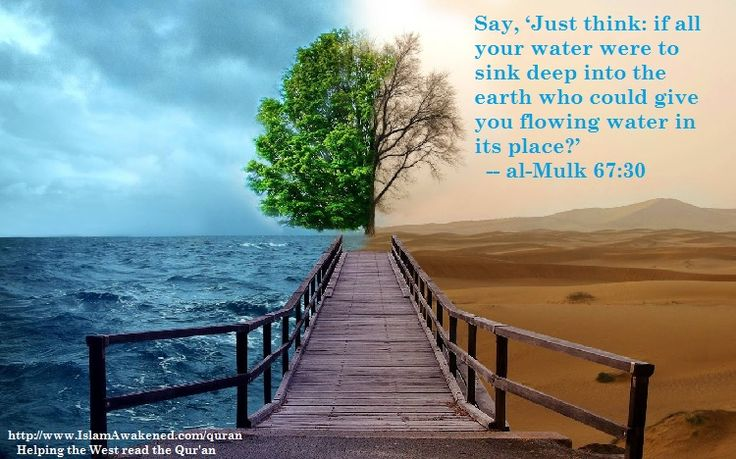 Say, ‘Just think: if all
your water were to
sink deep into the
earth who could give
you flowing water in
its place?’
-- al-Mulk 67:30
http://www.IslamAwakened.com/quran
Helping the West read the Qur'an